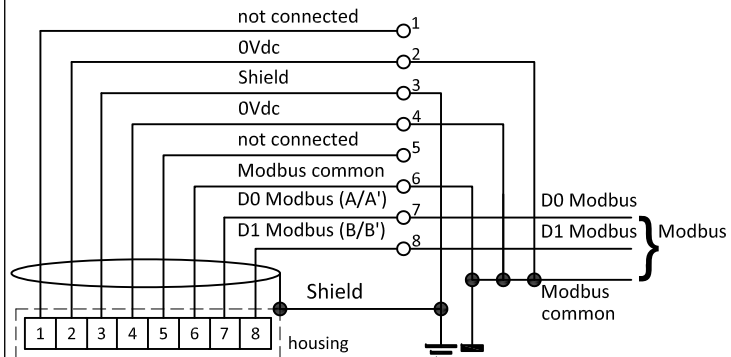 not connected 1
0Vdc 2
Shield 3
0Vdc 4
not connected 5
Modbus common 6
D0 Modbus (A/A') 7 D0 Modbus
D1 Modbus (B/B') 8 D1 Modbus } Modbus
Shield Modbus
common
1 2 3 4 5 6 7 8 housing